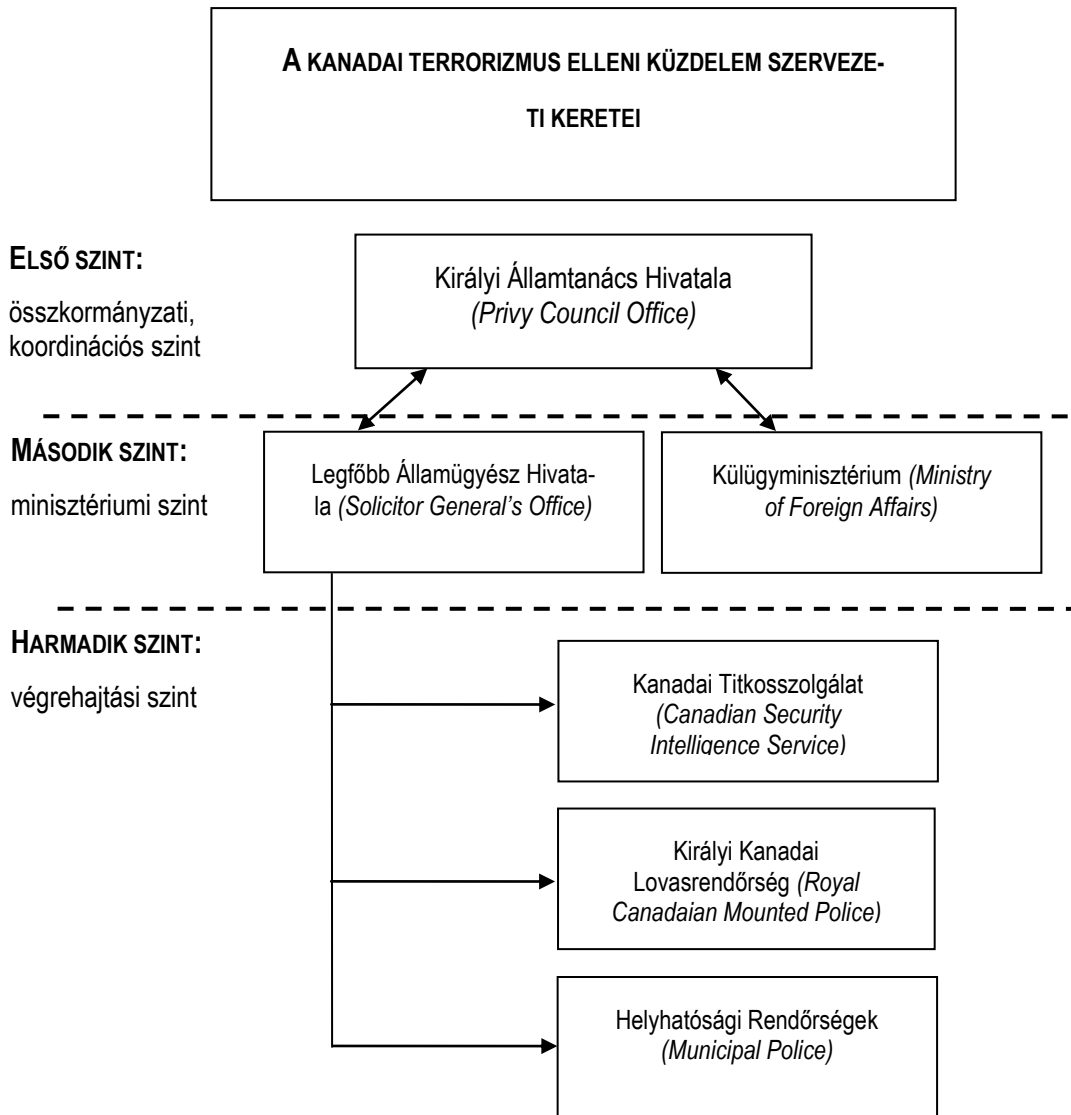 A KANADAI TERRORIZMUS ELLENI KÜZDELEM SZERVEZE-
TI KERETEI
ELSŐ SZINT:
összkormányzati,
koordinációs szint
Királyi Államtanács Hivatala
(Privy Council Office)
MÁSODIK SZINT:
minisztériumi szint
Legfőbb Államügyész Hivata-
la (Solicitor General's Office)
Külügyminisztérium (Ministry
of Foreign Affairs)
HARMADIK SZINT:
végrehajtási szint
Kanadai Titkosszolgálat
(Canadian Security
Intelligence Service)
Királyi Kanadai
Lovasrendőrség (Royal
Canadaian Mounted Police)
Helyhatósági Rendőrségek
(Municipal Police)